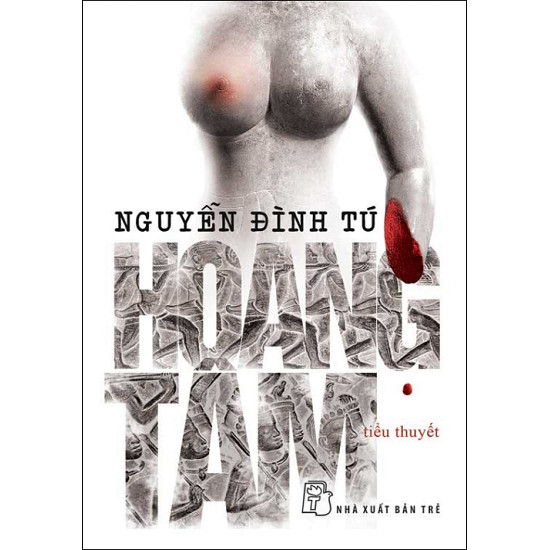 NGUYỄN ĐÌNH TÚ
HOANG
TÂM
tiểu thuyết
NHÀ XUẤT BẢN TRẺ